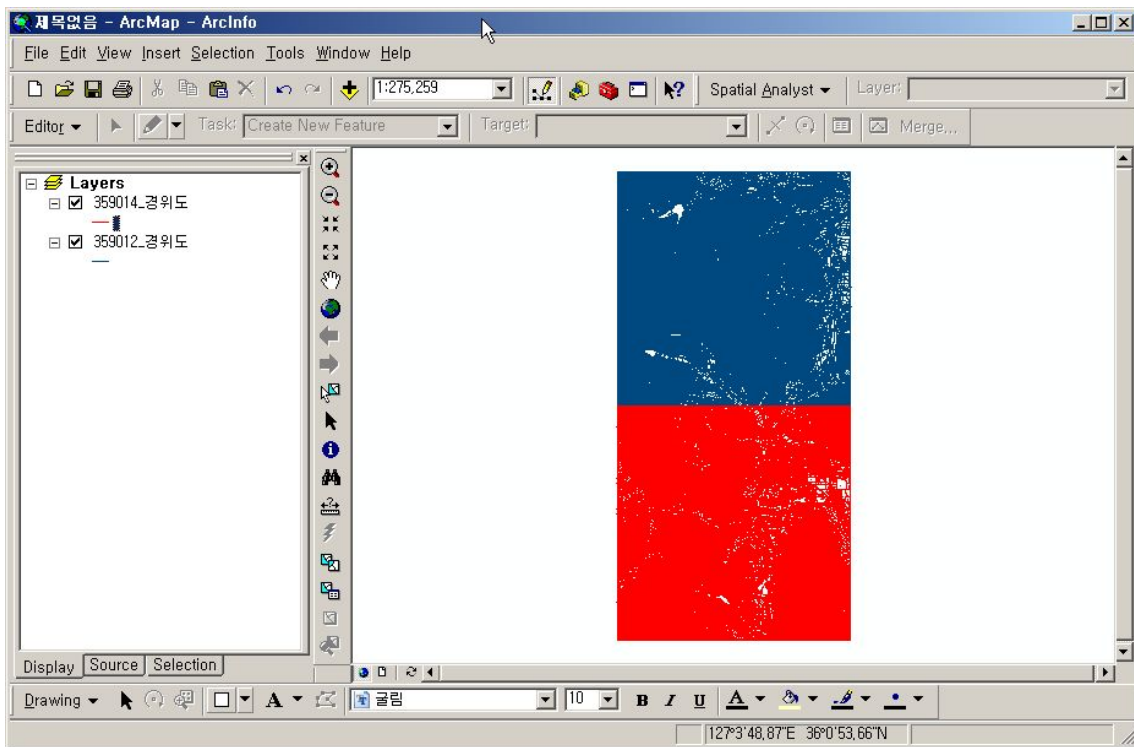 제목없음 - ArcMap - ArcInfo
File Edit View Insert Selection Tools Window Help
1:275,259 Spatial Analyst Layer:
Editor Task: Create New Feature Target: Merge...
Layers
359014_경위도
359012_경위도
Display Source Selection
Drawing A 굴림 10 B I U A
127°3'48,87"E 36°0'53,66"N